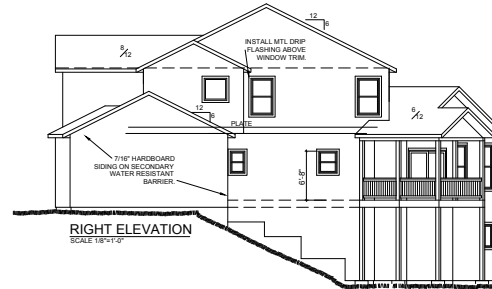 12
6
INSTALL MTL DRIP
FLASHING ABOVE
WINDOW TRIM.
8
12
6
12
12
6
PLATE
7/16" HARDBOARD
SIDING ON SECONDARY
WATER RESISTANT
BARRIER.
6'-8"
RIGHT ELEVATION
SCALE 1/8"=1'-0"